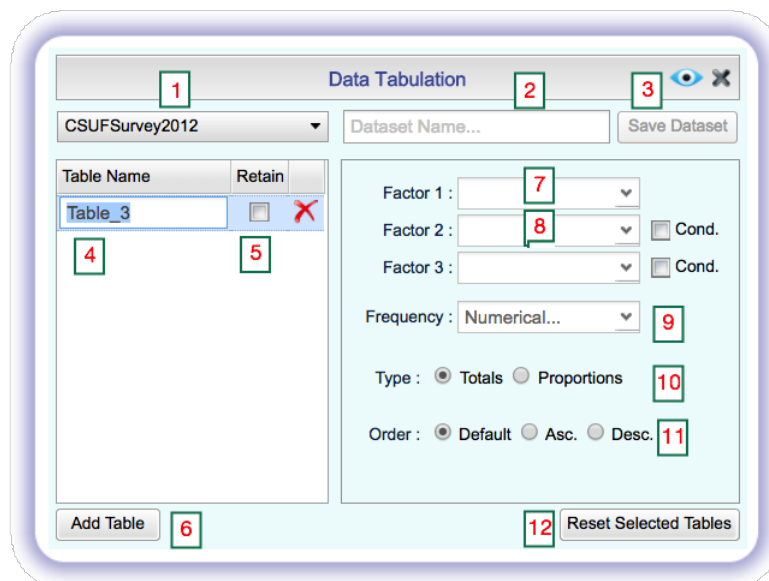 Data Tabulation
1
2
3
CSUFSurvey2012
Dataset Name...
Save Dataset
Table Name
Retain
Table_3
4
5
Factor 1 :
7
Factor 2 :
8
Cond.
Factor 3 :
Cond.
Frequency :
Numerical...
9
Type :
Totals
Proportions
10
Order :
Default
Asc.
Desc.
11
Add Table
6
12
Reset Selected Tables